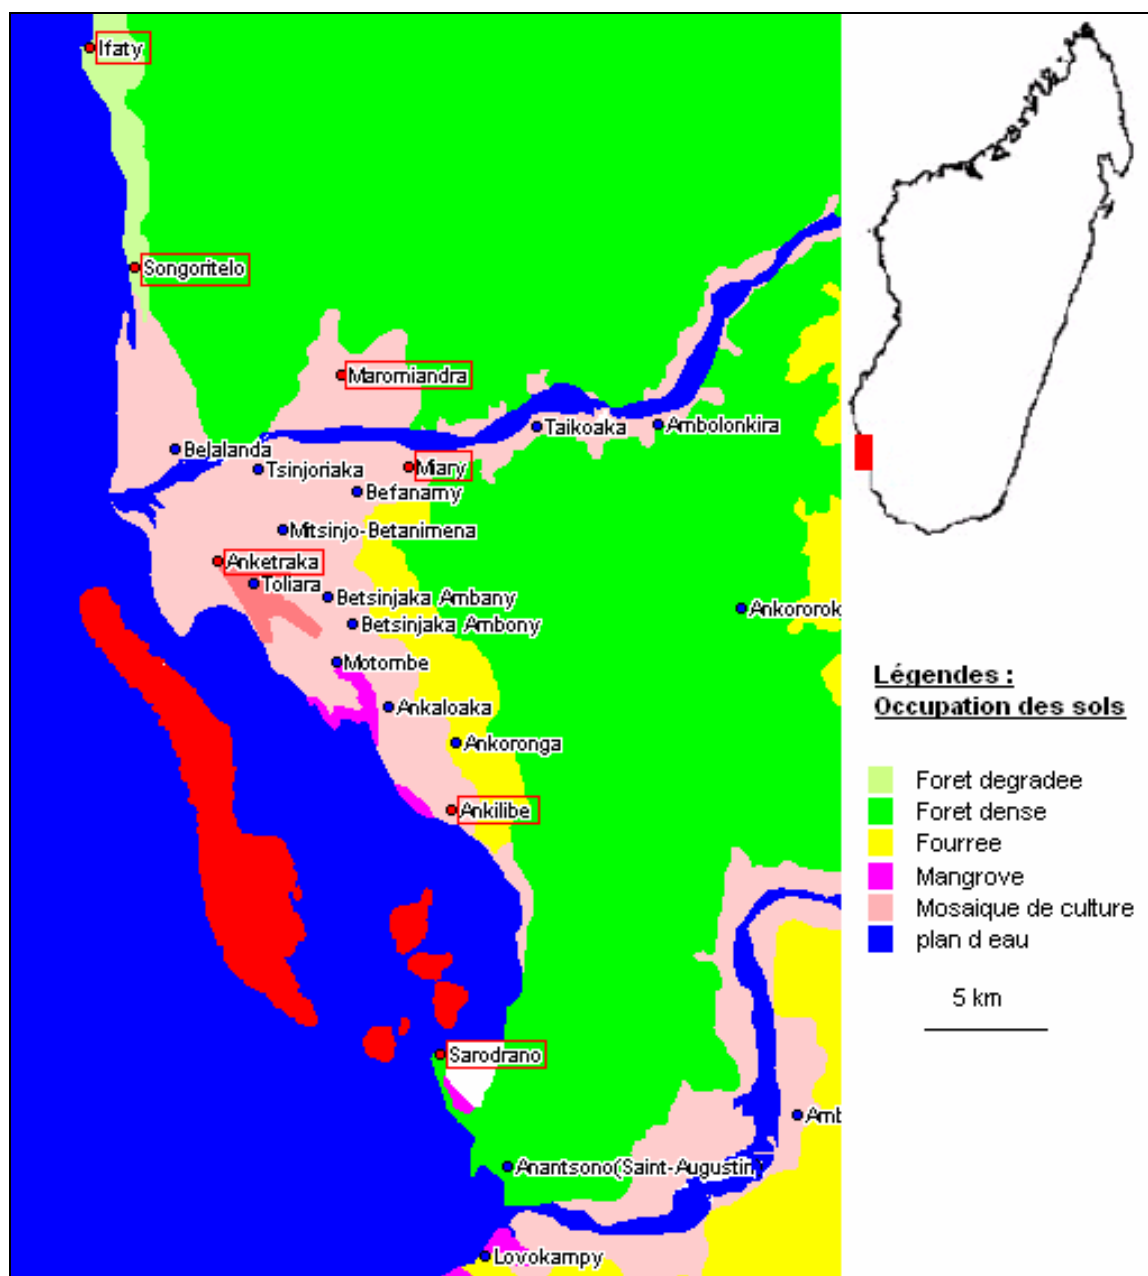 Ifaty
Songoritelo
Maromiandra
Taikoaka
Ambolonkira
Bejalanda
Tsinjoriaka
Miary
Befanamy
Mitsinjo-Betanimena
Anketraka
Toliara
Betsinjaka Ambany
Ankororok
Betsinjaka Ambony
Motombe
Ankaloaka
Ankoronga
Ankilibe
Sarodrano
Amb
Anantsono(Saint-Augustin)
Lovokampy
Légendes :
Occupation des sols
Foret degradee
Foret dense
Fourree
Mangrove
Mosaique de culture
plan d eau
5 km